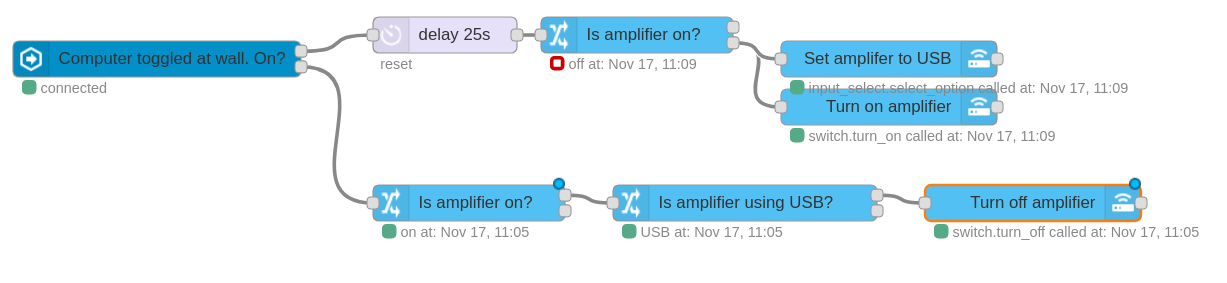 delay 25s
Is amplifier on?
Computer toggled at wall. On?
Set amplifer to USB
reset
off at: Nov 17, 11:09
connected
input_select.select_option called at: Nov 17, 11:09
Turn on amplifier
switch.turn_on called at: Nov 17, 11:09
Is amplifier on?
Is amplifier using USB?
Turn off amplifier
on at: Nov 17, 11:05
USB at: Nov 17, 11:05
switch.turn_off called at: Nov 17, 11:05